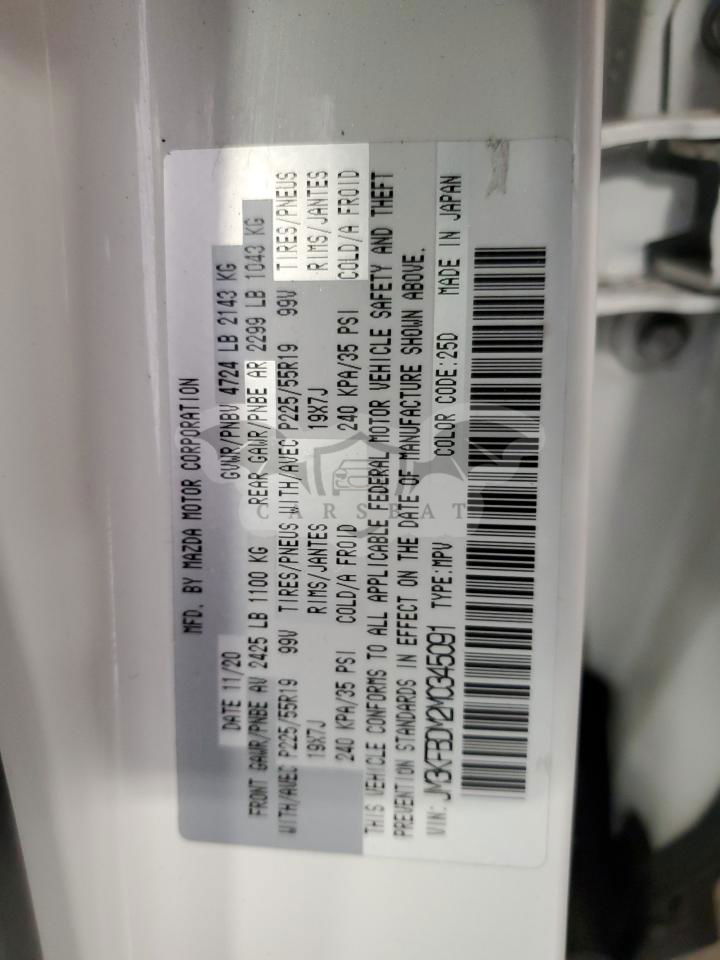 MFD. BY MAZDA MOTOR CORPORATION
DATE 11/20 GVWR/PNBV 4724 LB 2143 KG
FRONT GAWR/PNBE AV 2425 LB 1100 KG REAR GAWR/PNBE AR 2299 LB 1043 KG
WITH/AVEC P225/55R19 99V TIRES/PNEUS WITH/AVEC P225/55R19 99V TIRES/PNEUS
19X7J RIMS/JANTES 19X7J RIMS/JANTES
240 KPA/35 PSI COLD/A FROID 240 KPA/35 PSI COLD/A FROID
THIS VEHICLE CONFORMS TO ALL APPLICABLE FEDERAL MOTOR VEHICLE SAFETY AND THEFT
PREVENTION STANDARDS IN EFFECT ON THE DATE OF MANUFACTURE SHOWN ABOVE.
VIN: JM3KFBDM2M0345091 TYPE:MPV COLOR CODE:25D MADE IN JAPAN
CARSBAT